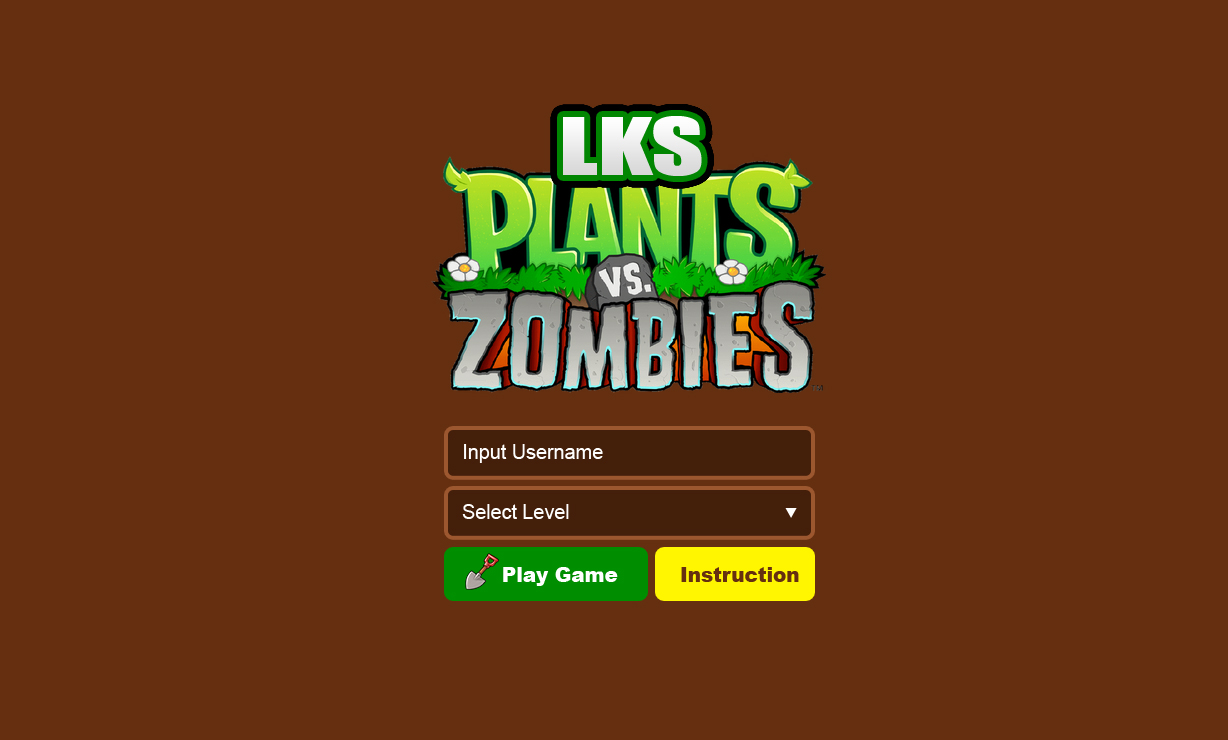 LKS
PLANTS
VS.
ZOMBIES
Input Username
Select Level
Play Game
Instruction